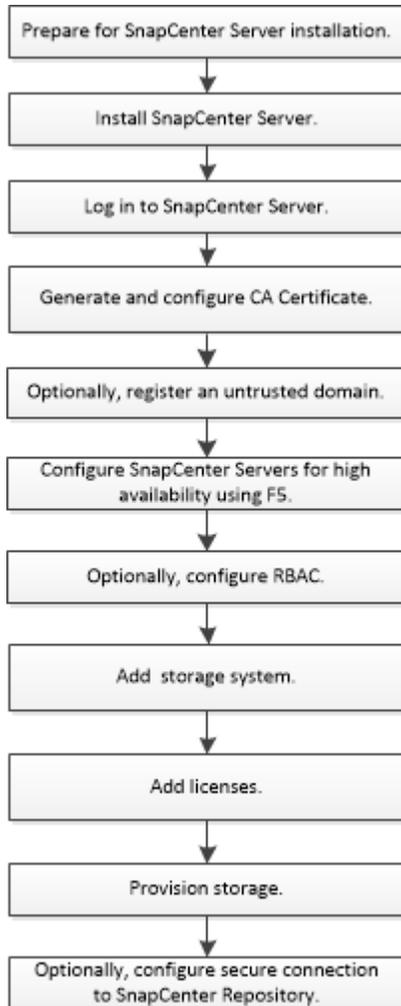 Prepare for SnapCenter Server installation.
Install SnapCenter Server.
Log in to SnapCenter Server.
Generate and configure CA Certificate.
Optionally, register an untrusted domain.
Configure SnapCenter Servers for high
availability using F5.
Optionally, configure RBAC.
Add storage system.
Add licenses.
Provision storage.
Optionally, configure secure connection
to SnapCenter Repository.